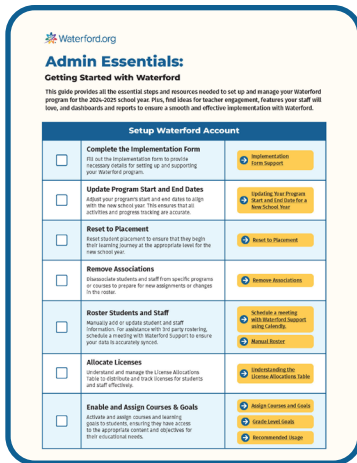 Waterford.org
Admin Essentials:
Getting Started with Waterford
This guide provides all the essential steps and resources needed to set up and manage your Waterford
program for the 2024-2025 school year. Plus, find ideas for teacher engagement, features your staff will
love, and dashboards and reports to ensure a smooth and effective implementation with Waterford.
Setup Waterford Account
Complete the Implementation Form
Fill out the implementation form to provide
necessary details for setting up and supporting
your Waterford program.
Implementation
Form Support
Update Program Start and End Dates
Adjust your program's start and end dates to align
with the new school year. This ensures that all
activities and progress tracking are accurate.
Updating Your Program
Start and End Date for a
New School Year
Reset to Placement
Reset student placement to ensure that they begin
their learning journey at the appropriate level for the
new school year.
Reset to Placement
Remove Associations
Disassociate students and staff from specific programs
or courses to prepare for new assignments or changes
in the roster.
Remove Associations
Roster Students and Staff
Manually add or update student and staff
information. For assistance with 3rd party rostering,
schedule a meeting with Waterford Support to ensure
your data is accurately synced.
Schedule a meeting
with Waterford Support
using Calendly.
Manual Roster
Allocate Licenses
Understand and manage the License Allocations
Table to distribute and track licenses for students
and staff effectively.
Understanding the
License Allocations Table
Enable and Assign Courses & Goals
Activate and assign courses and learning
goals to students, ensuring they have access
to the appropriate content and objectives for
their educational needs.
Assign Courses and Goals
Grade Level Goals
Recommended Usage